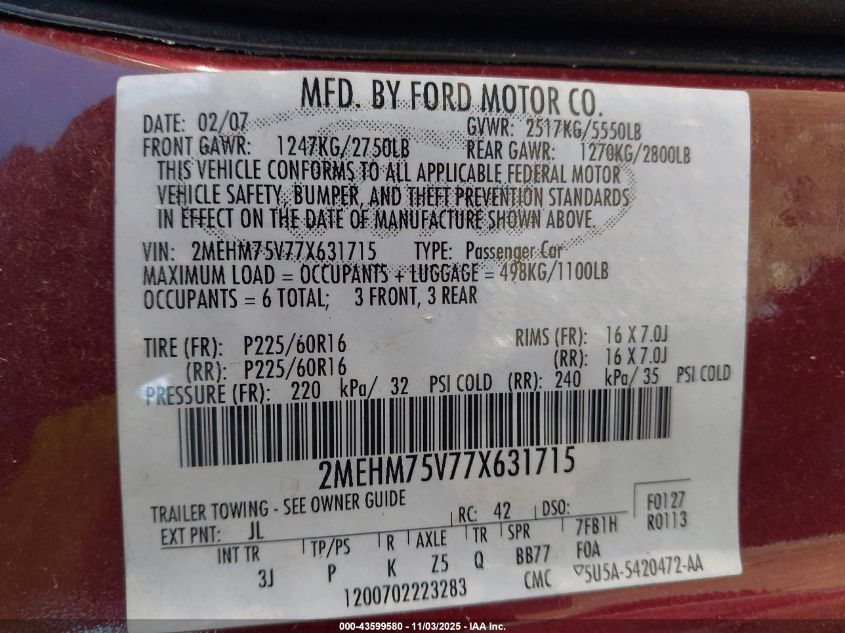 MFD. BY FORD MOTOR CO.
DATE: 02/07 GVWR: 2517KG/5550LB
FRONT GAWR: 1247KG/2750LB REAR GAWR: 1270KG/2800LB
THIS VEHICLE CONFORMS TO ALL APPLICABLE FEDERAL MOTOR
VEHICLE SAFETY, BUMPER, AND THEFT PREVENTION STANDARDS
IN EFFECT ON THE DATE OF MANUFACTURE SHOWN ABOVE.
VIN: 2MEHM75V77X631715 TYPE: Passenger Car
MAXIMUM LOAD = OCCUPANTS + LUGGAGE = 498KG/1100LB
OCCUPANTS = 6 TOTAL; 3 FRONT, 3 REAR
TIRE (FR): P225/60R16 RIMS (FR): 16 X 7.0J
(RR): P225/60R16 (RR): 16 X 7.0J
PRESSURE (FR): 220 kPa/ 32 PSI COLD (RR): 240 kPa/ 35 PSI COLD
2MEHM75V77X631715
TRAILER TOWING - SEE OWNER GUIDE
EXT PNT: JL RC: 42 DSO: F0127
R0113
INT TR TP/PS R AXLE TR SPR 7FB1H
3J P K Z5 Q BB77 FOA
1200702223283 CMC ▽5U5A-5420472-AA
000-43599580 - 11/03/2025 - IAA Inc.